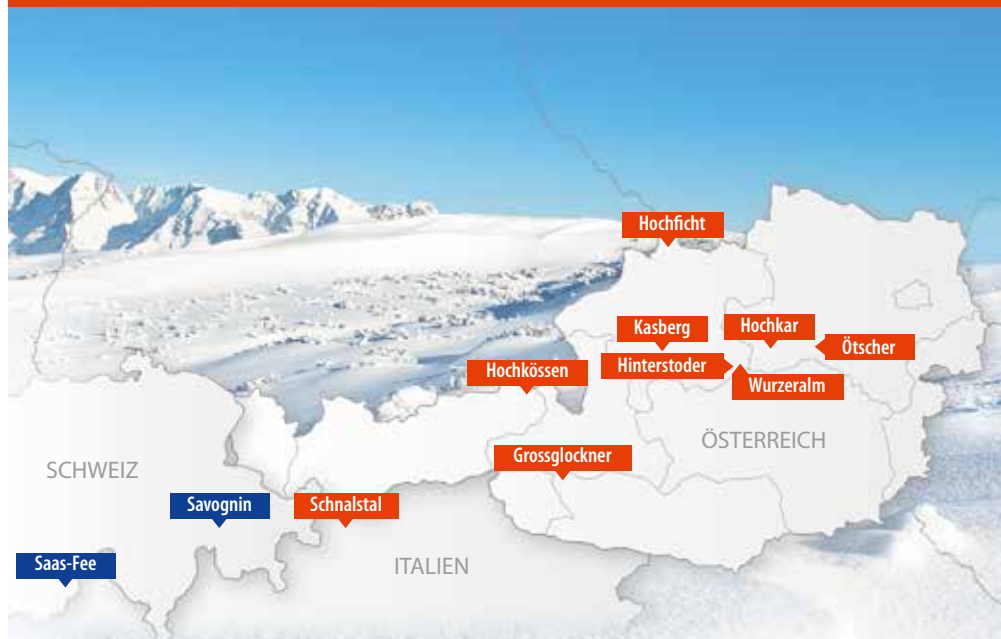 Hochficht
Kasberg
Hochkar
Ötscher
Hinterstoder
Hochkössen
Wurzeralm
ÖSTERREICH
Grossglockner
SCHWEIZ
Savognin
Schnalstal
Saas-Fee
ITALIEN